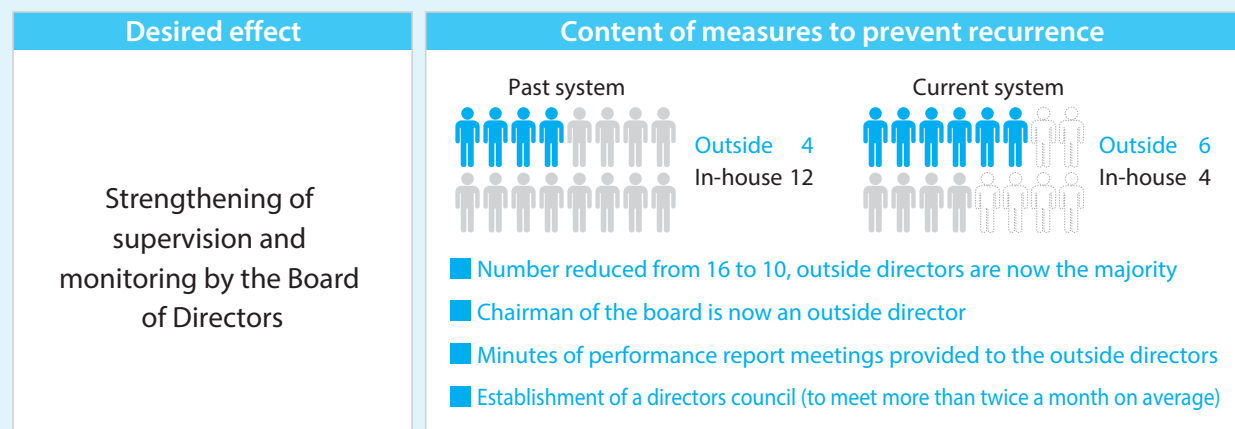 Desired effect
Strengthening of
supervision and
monitoring by the Board
of Directors
Content of measures to prevent recurrence
Past system
Outside 4
In-house 12
Current system
Outside 6
In-house 4
Number reduced from 16 to 10, outside directors are now the majority
Chairman of the board is now an outside director
Minutes of performance report meetings provided to the outside directors
Establishment of a directors council (to meet more than twice a month on average)